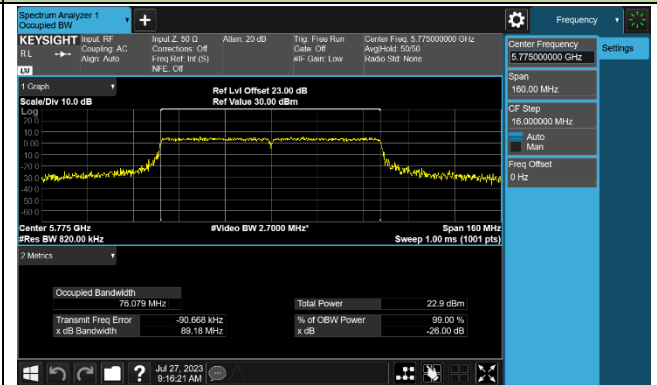 Spectrum Analyzer 1
Occupied BW
Frequency
KEYSIGHT
RL
LXI
Input: RF
Coupling: AC
Align: Auto
Input Z: 50 Ω
Corrections: Off
Freq Ref: Int (S)
NFE: Off
Atten: 20 dB
Trig: Free Run
Gate: Off
#IF Gain: Low
Center Freq: 5.775000000 GHz
Avg|Hold: 50/50
Radio Std: None
Center Frequency
5.775000000 GHz
Settings
Span
160.00 MHz
CF Step
16.000000 MHz
Auto
Man
Freq Offset
0 Hz
1 Graph
Scale/Div 10.0 dB
Ref Lvl Offset 23.00 dB
Ref Value 30.00 dBm
Log
20.0
10.0
0.00
-10.0
-20.0
-30.0
-40.0
-50.0
-60.0
Center 5.775 GHz
#Res BW 820.00 kHz
#Video BW 2.7000 MHz*
Span 160 MHz
Sweep 1.00 ms (1001 pts)
2 Metrics
Occupied Bandwidth
76.079 MHz
Total Power 22.9 dBm
Transmit Freq Error -90.668 kHz
% of OBW Power 99.00 %
x dB Bandwidth 89.18 MHz
x dB -26.00 dB
Jul 27, 2023
9:16:21 AM